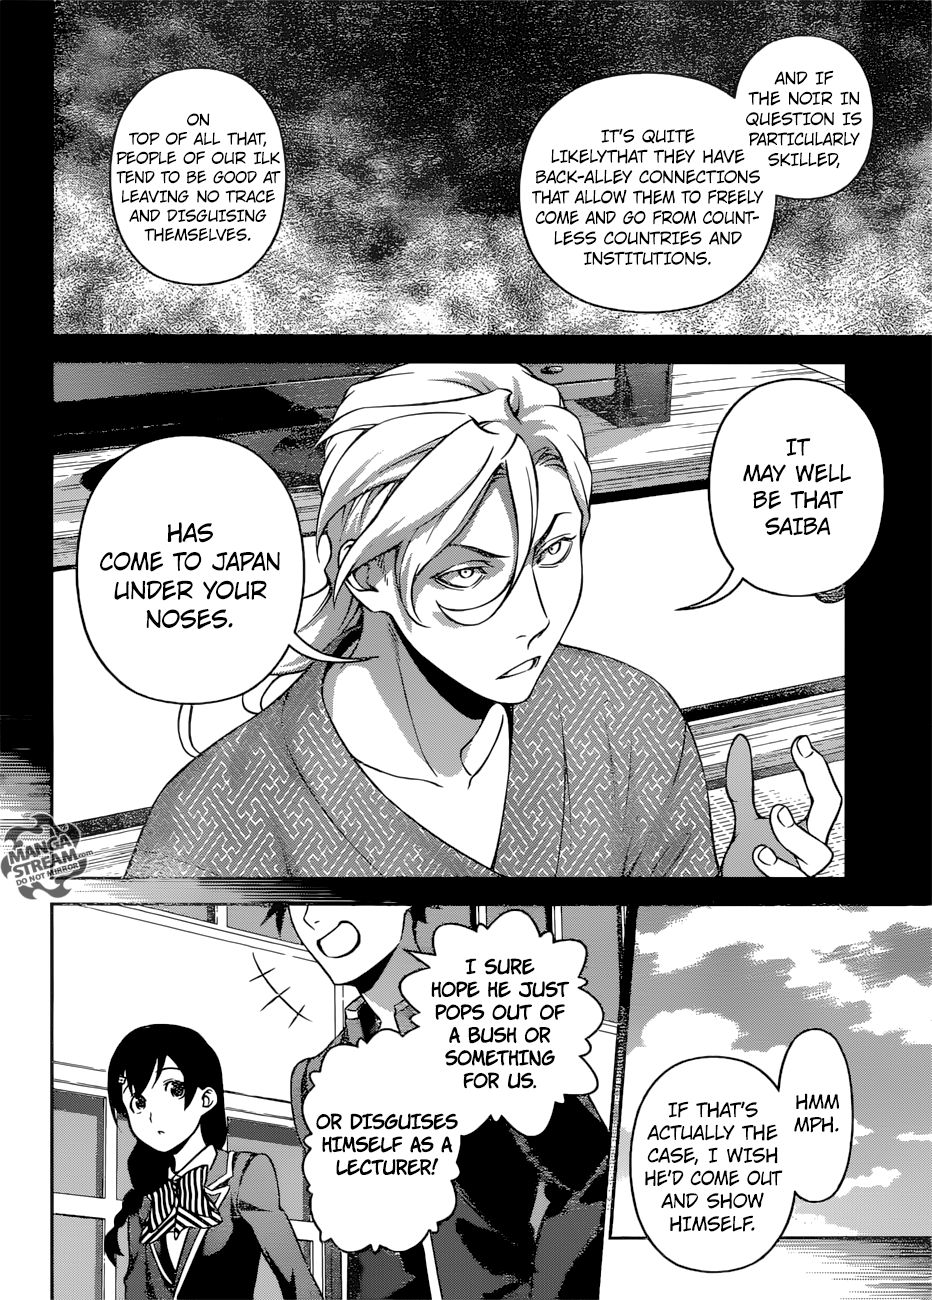 AND IF
THE NOIR IN
QUESTION IS
PARTICULARLY
SKILLED,
IT'S QUITE
LIKELYTHAT THEY HAVE
BACK-ALLEY CONNECTIONS
THAT ALLOW THEM TO FREELY
COME AND GO FROM COUNT-
LESS COUNTRIES AND
INSTITUTIONS.
ON
TOP OF ALL THAT,
PEOPLE OF OUR ILK
TEND TO BE GOOD AT
LEAVING NO TRACE
AND DISGUISING
THEMSELVES.
IT
MAY WELL
BE THAT
SAIBA
HAS
COME TO JAPAN
UNDER YOUR
NOSES.
HMM
MPH.
IF THAT'S
ACTUALLY THE
CASE, I WISH
HE'D COME OUT
AND SHOW
HIMSELF.
I SURE
HOPE HE JUST
POPS OUT OF
A BUSH OR
SOMETHING
FOR US.
OR DISGUISES
HIMSELF AS A
LECTURER!
MANGA
STREAM.com
DO NOT MIRROR